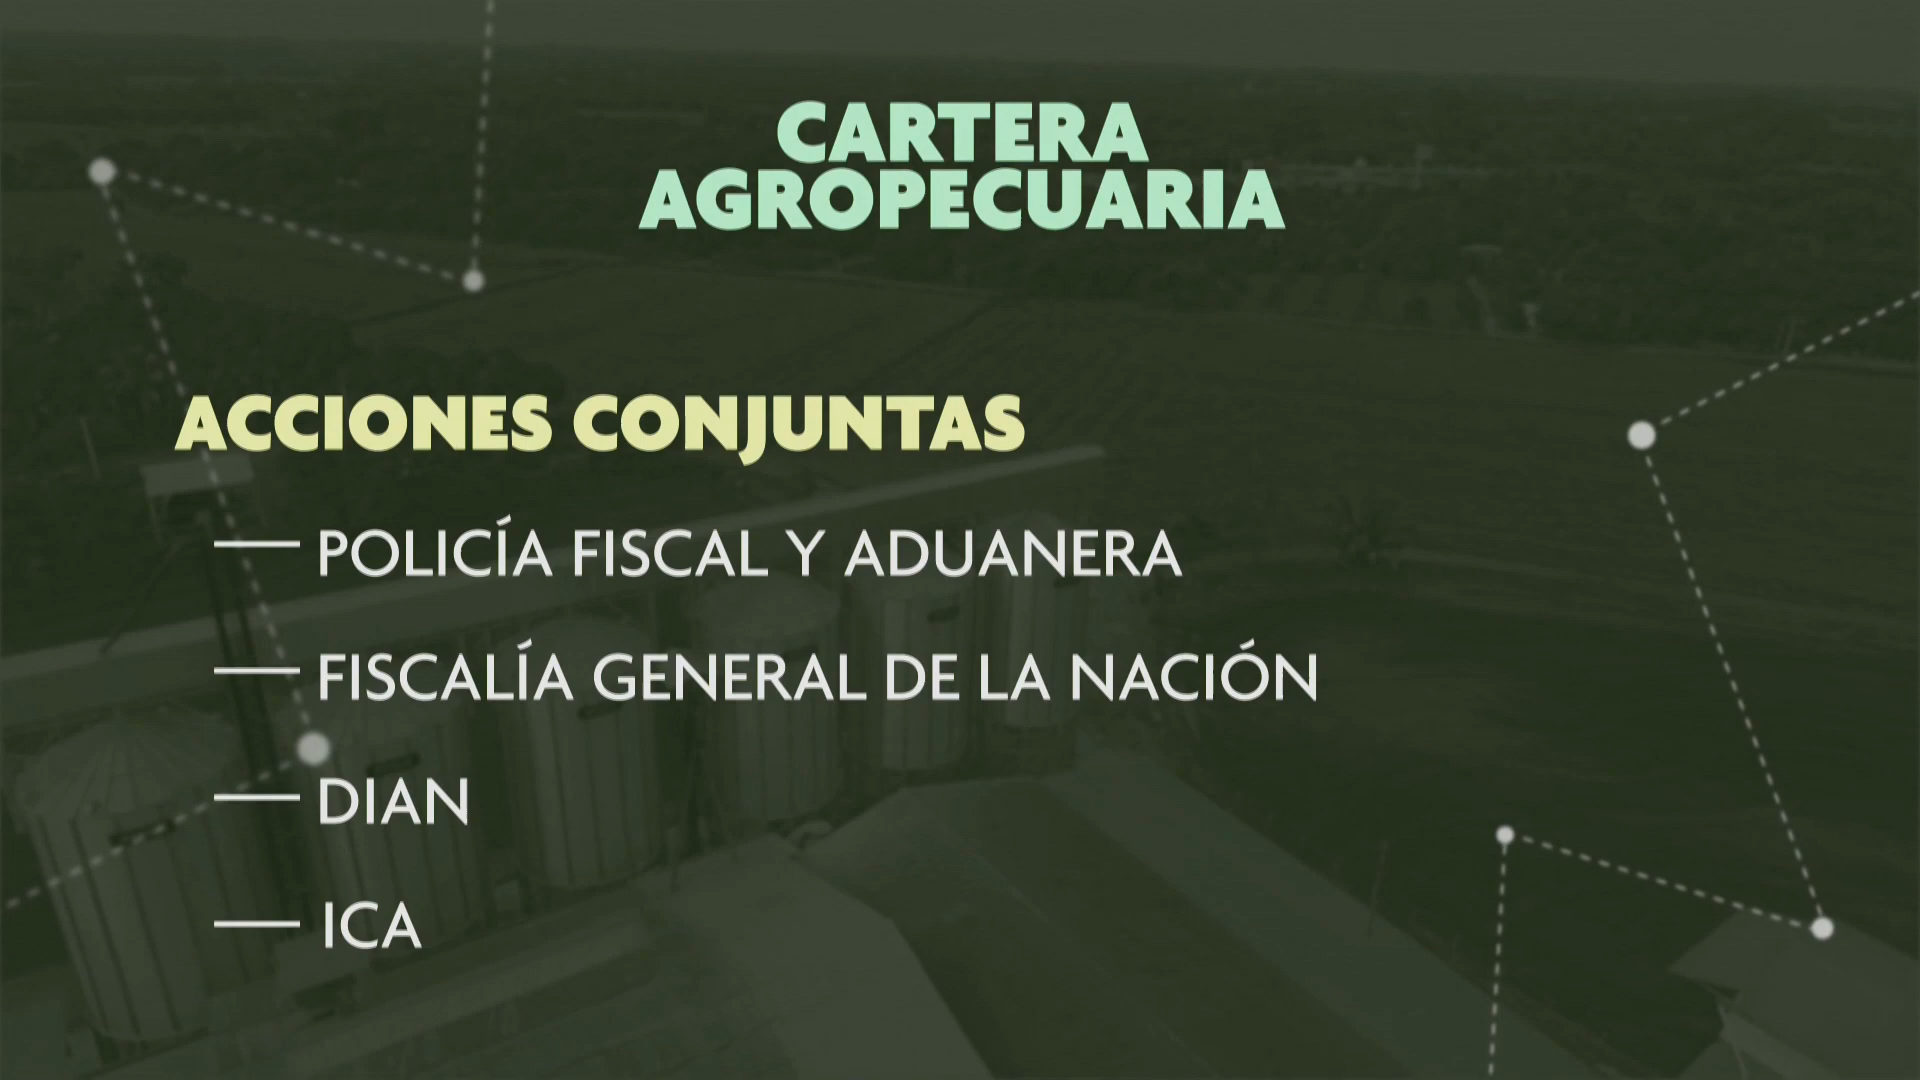 CARTERA
AGROPECUARIA
ACCIONES CONJUNTAS
POLICÍA FISCAL Y ADUANERA
FISCALÍA GENERAL DE LA NACIÓN
DIAN
ICA